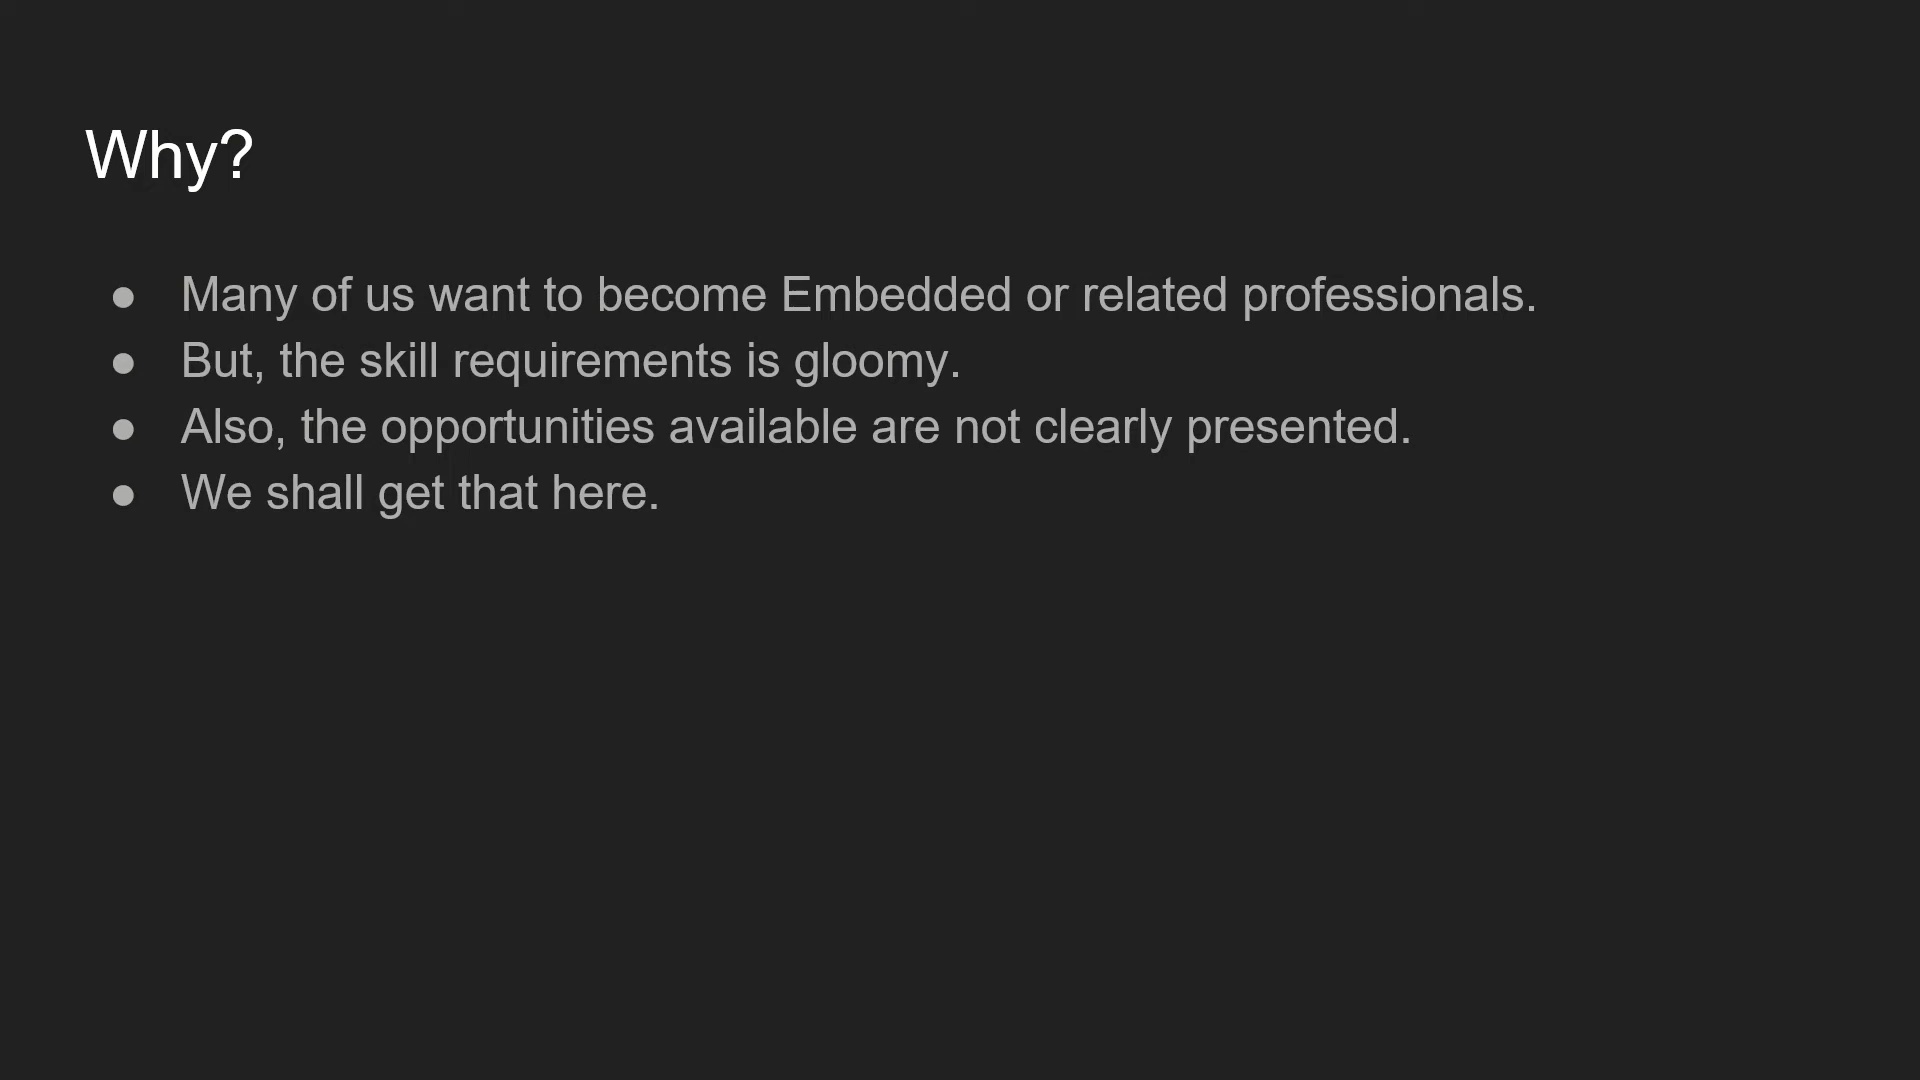 Why?
● Many of us want to become Embedded or related professionals.
● But, the skill requirements is gloomy.
● Also, the opportunities available are not clearly presented.
● We shall get that here.